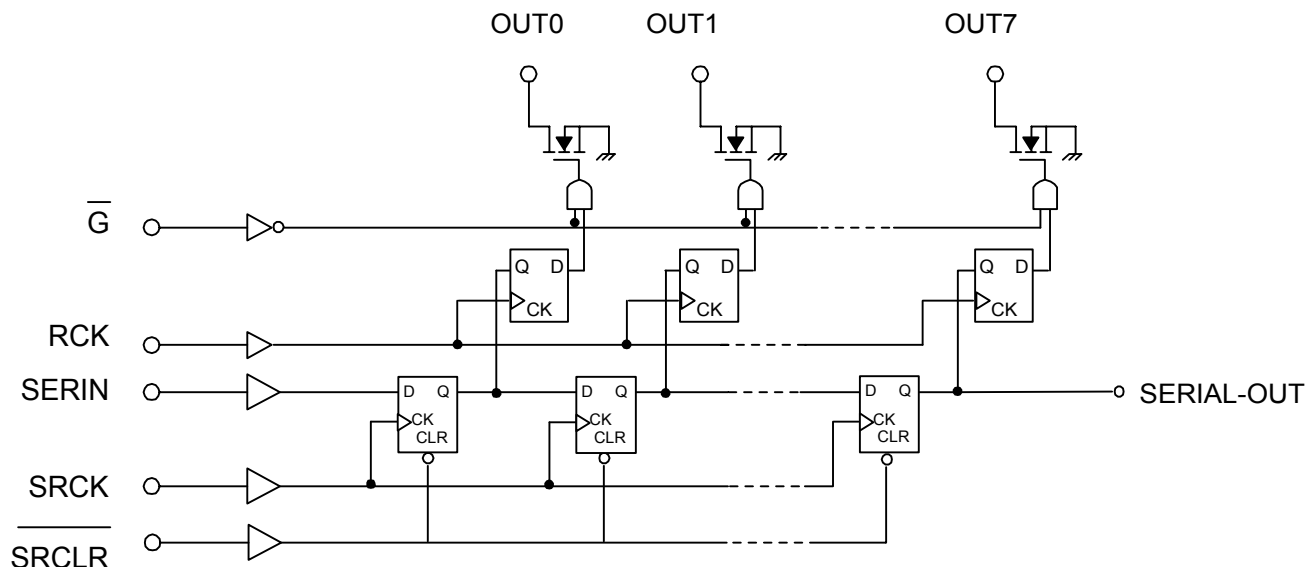 OUT0 OUT1 OUT7
G
Q D Q D Q D
CK CK CK
RCK
SERIN D Q D Q D Q SERIAL-OUT
CK CK CK
CLR CLR CLR
SRCK
SRCLR